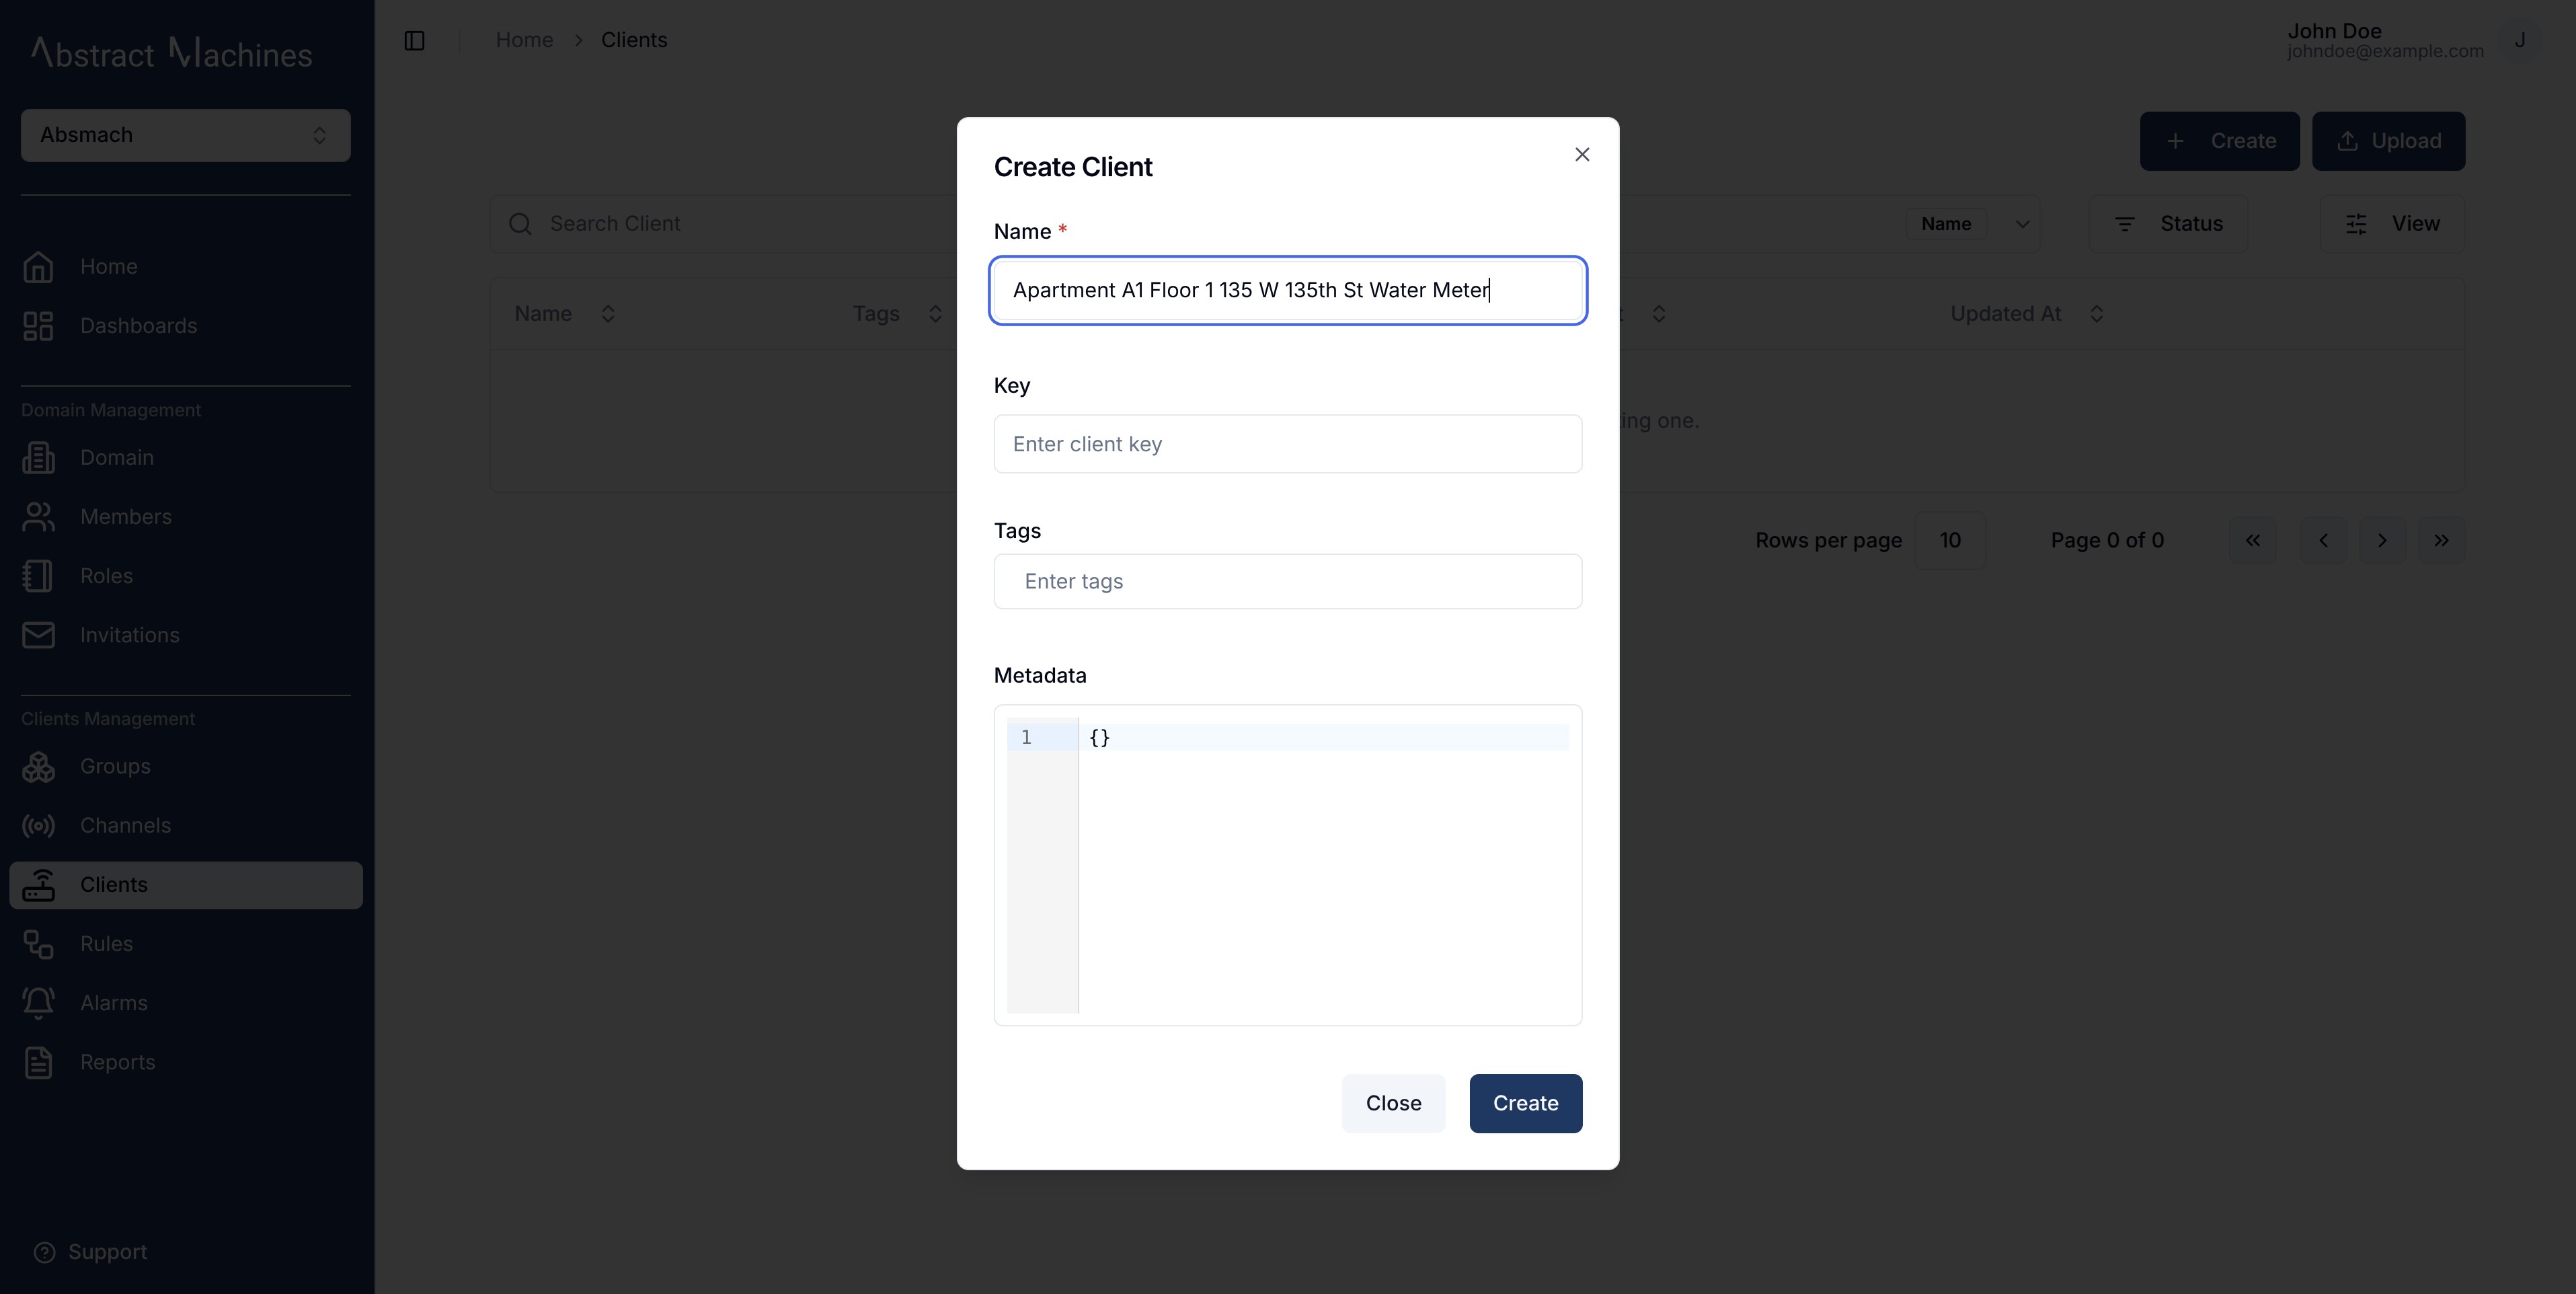 Abstract Machines
Absmach
Home
Dashboards
Domain Management
Domain
Members
Roles
Invitations
Clients Management
Groups
Channels
Clients
Rules
Alarms
Reports
Support
Home > Clients
John Doe
johndoe@example.com
J
Create
Upload
Search Client
Name
Status
View
Name
Tags
Updated At
ing one.
Rows per page 10
Page 0 of 0
Create Client
Name *
Apartment A1 Floor 1 135 W 135th St Water Meter
Key
Enter client key
Tags
Enter tags
Metadata
1 {}
Close
Create